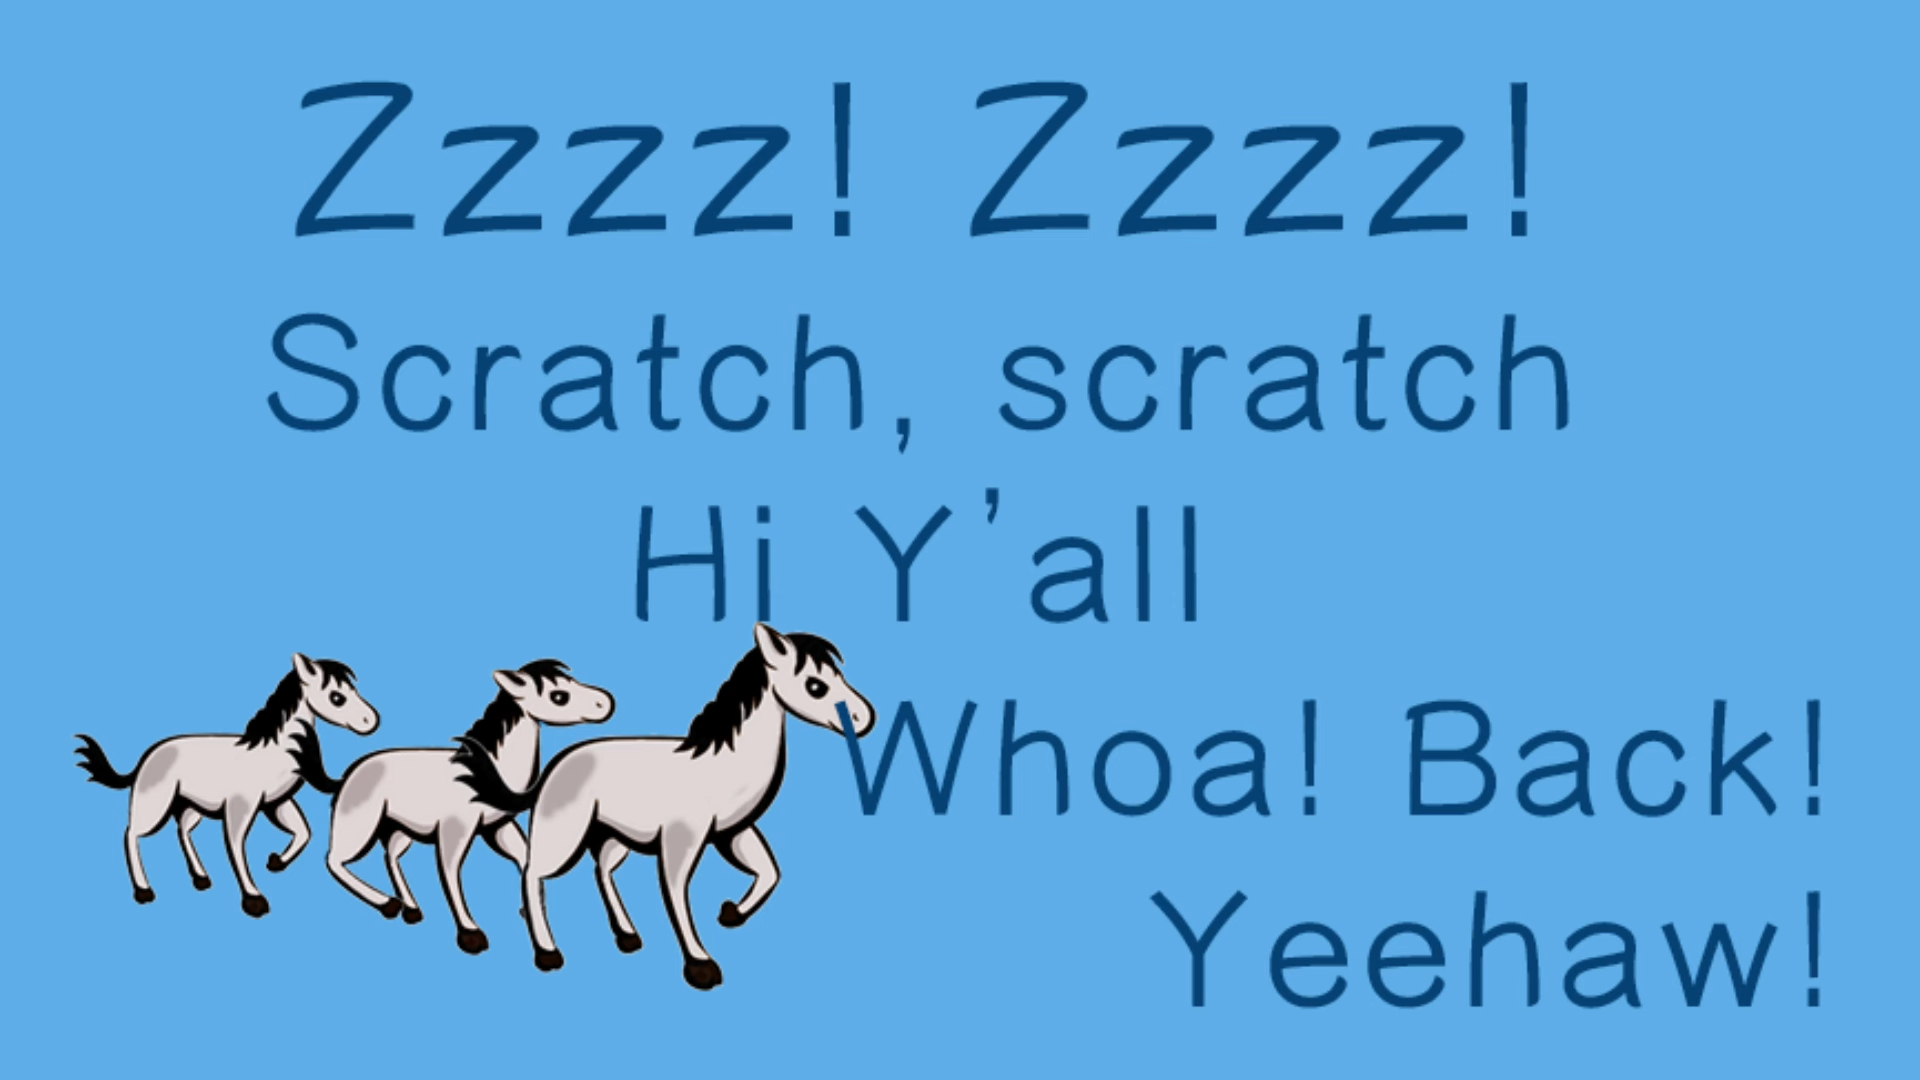 Zzzz! Zzzz!
Scratch, scratch
Hi Y’all
Whoa! Back!
Yeehaw!